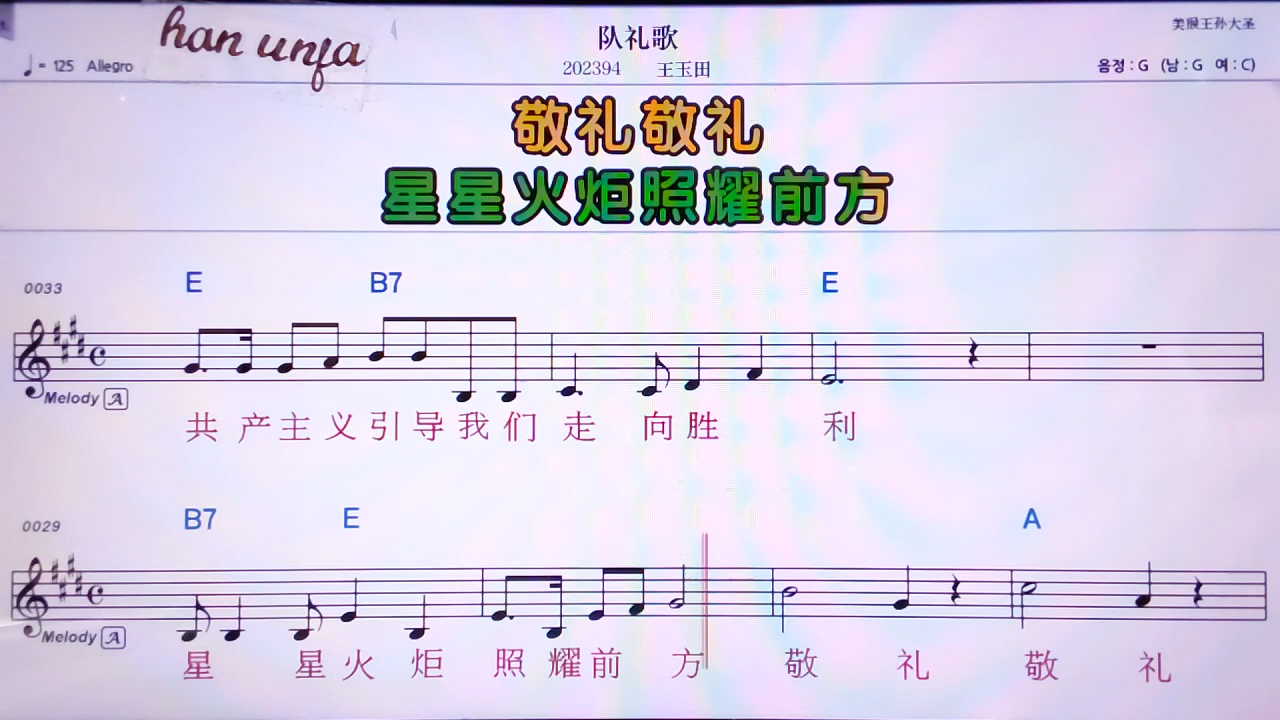 美猴王孙大圣
han unfa
队礼歌
♩= 125 Allegro
202394 王玉田
음정 : G (남 : G 여 : C)
敬礼敬礼
星星火炬照耀前方
0033
E B7 E
Melody A
共产主义引导我们走向胜利
0029
B7 E A
Melody A
星星火炬照耀前方敬礼敬礼